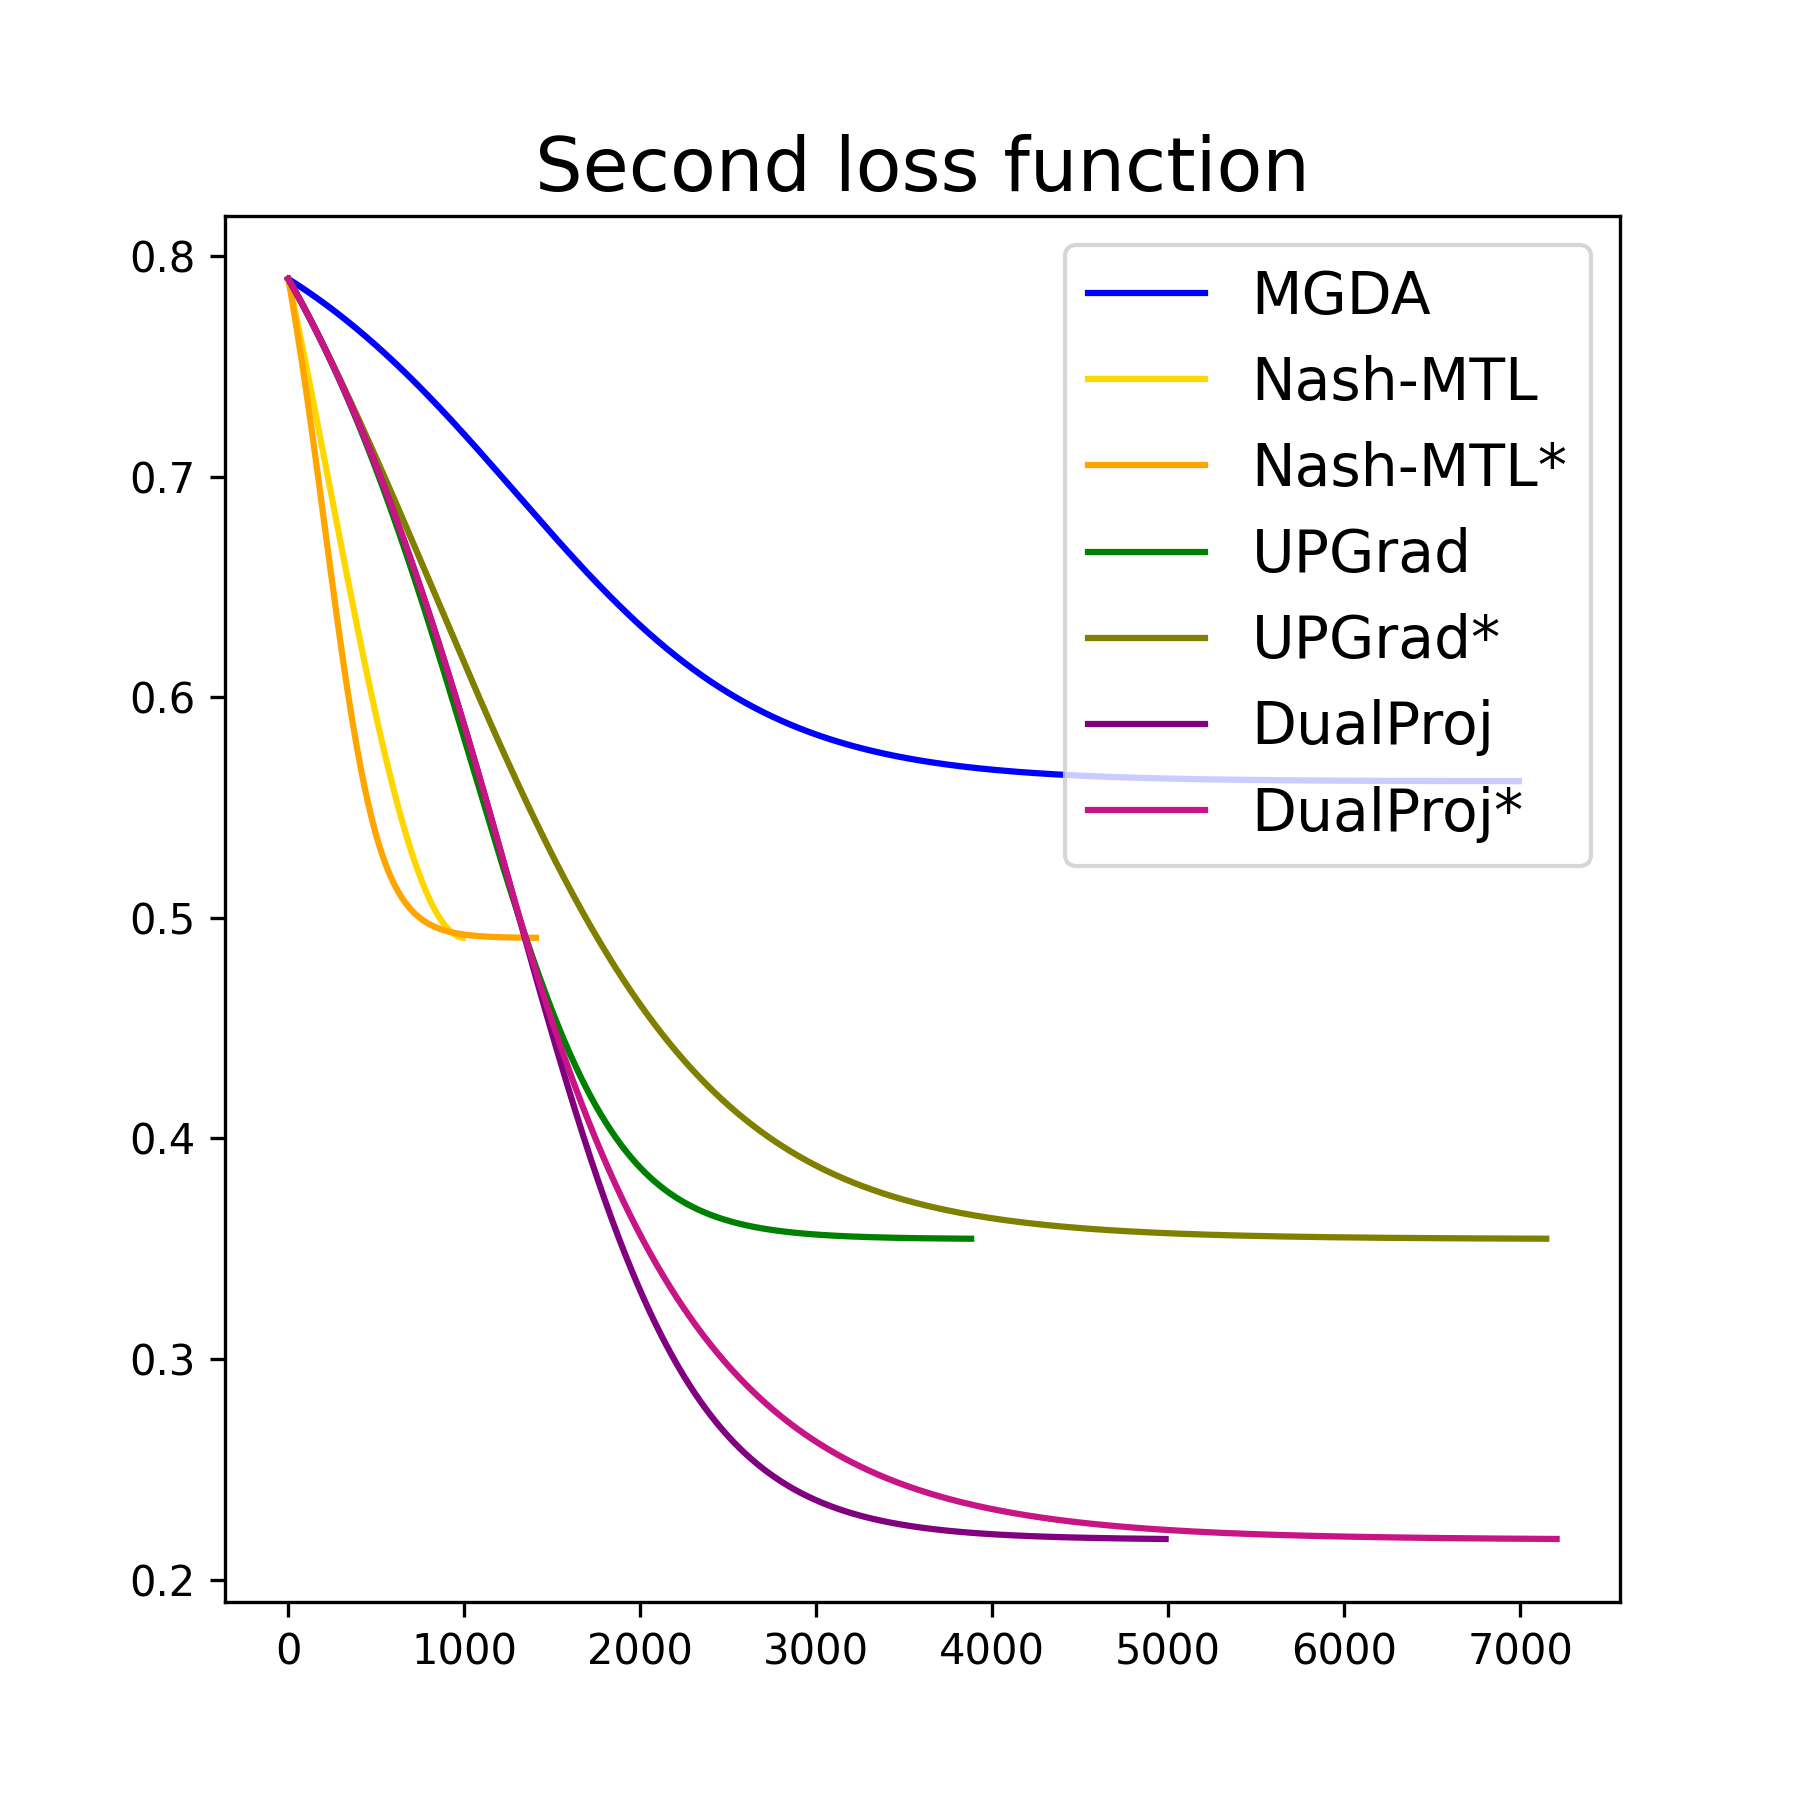 Second loss function
0.8
0.7
0.6
0.5
0.4
0.3
0.2
MGDA
Nash-MTL
Nash-MTL*
UPGrad
UPGrad*
DualProj
DualProj*
0 1000 2000 3000 4000 5000 6000 7000